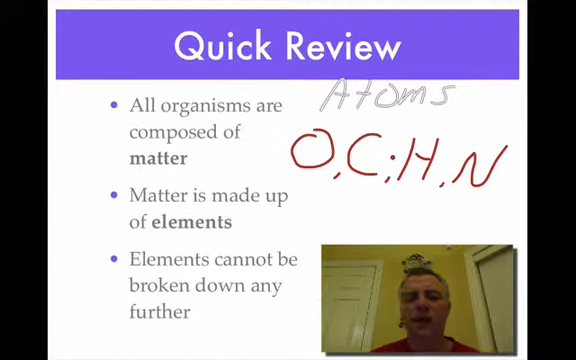 Quick Review
Atoms
O, C, H, N
• All organisms are
composed of
matter
• Matter is made up
of elements
• Elements cannot be
broken down any
further